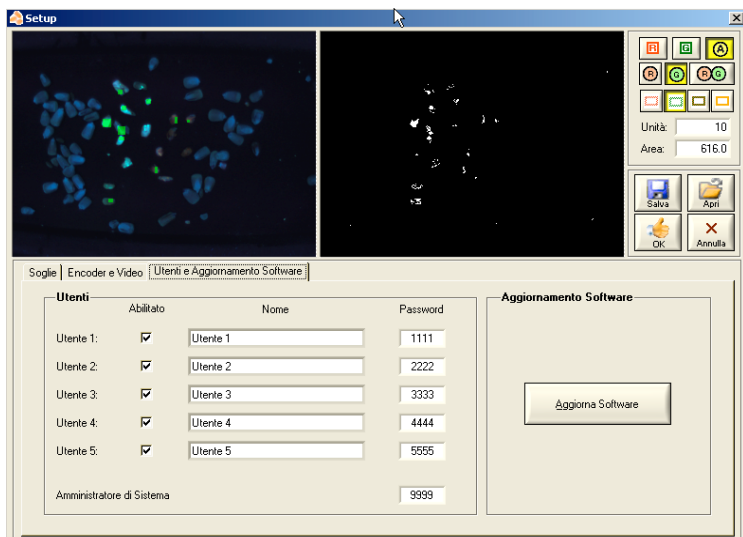 Setup
R G A
R G R G
Unità: 10
Area: 616.0
Salva Apri
OK Annulla
Soglie Encoder e Video Utenti e Aggiornamento Software
Utenti
Abilitato Nome Password
Utente 1: Utente 1 1111
Utente 2: Utente 2 2222
Utente 3: Utente 3 3333
Utente 4: Utente 4 4444
Utente 5: Utente 5 5555
Amministratore di Sistema 9999
Aggiornamento Software
Aggiorna Software